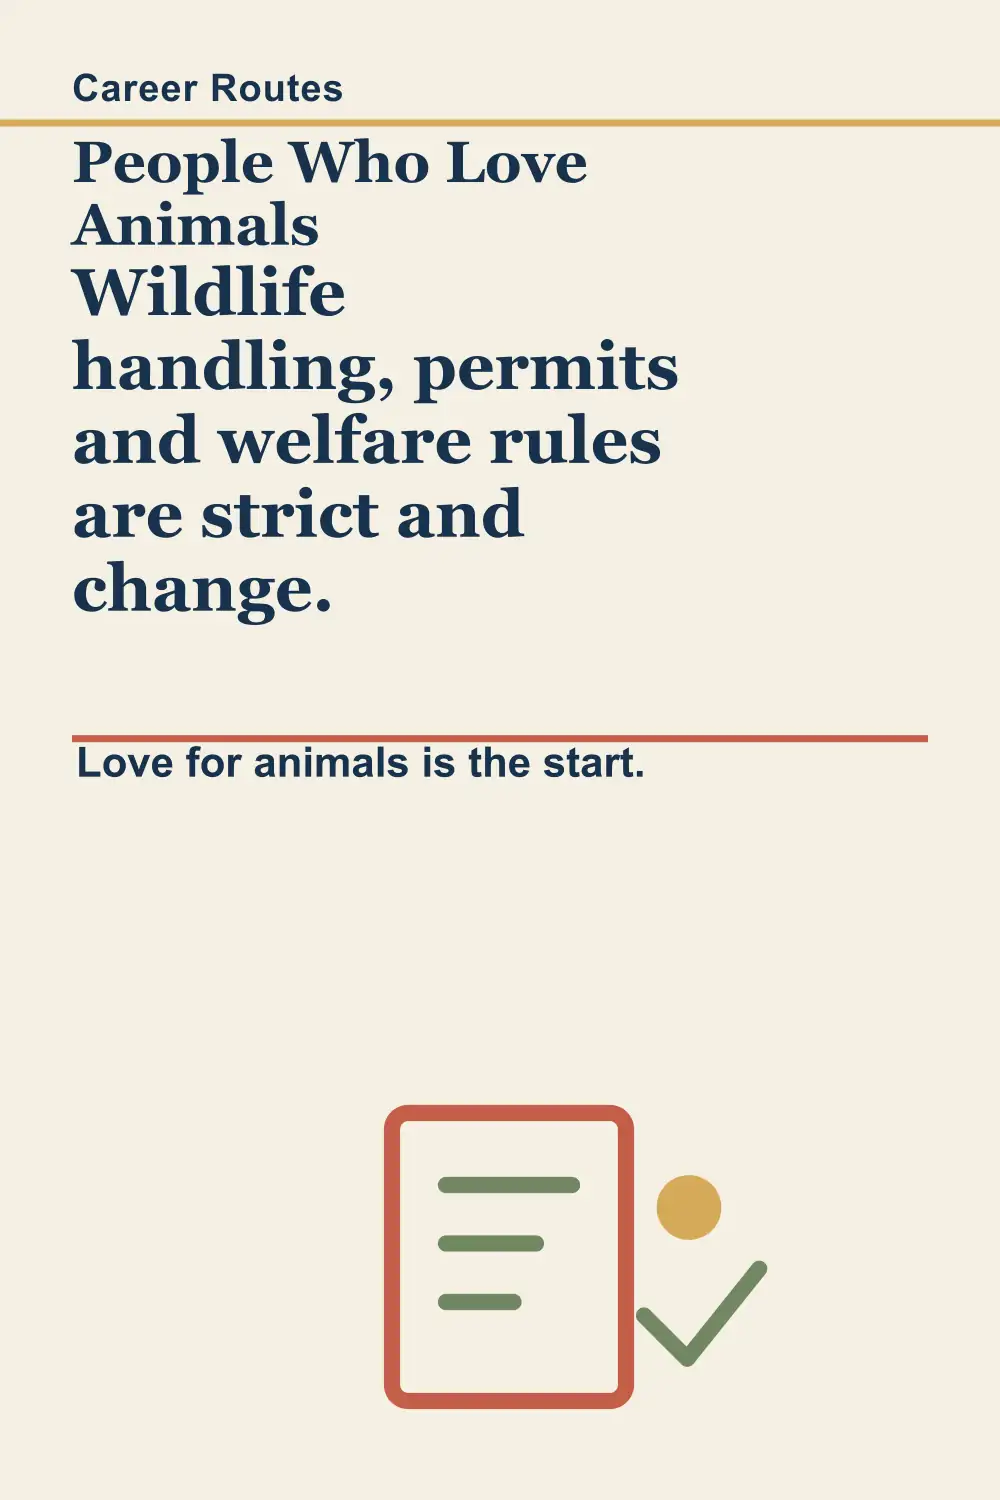 Career Routes
People Who Love
Animals
Wildlife
handling, permits
and welfare rules
are strict and
change.
Love for animals is the start.